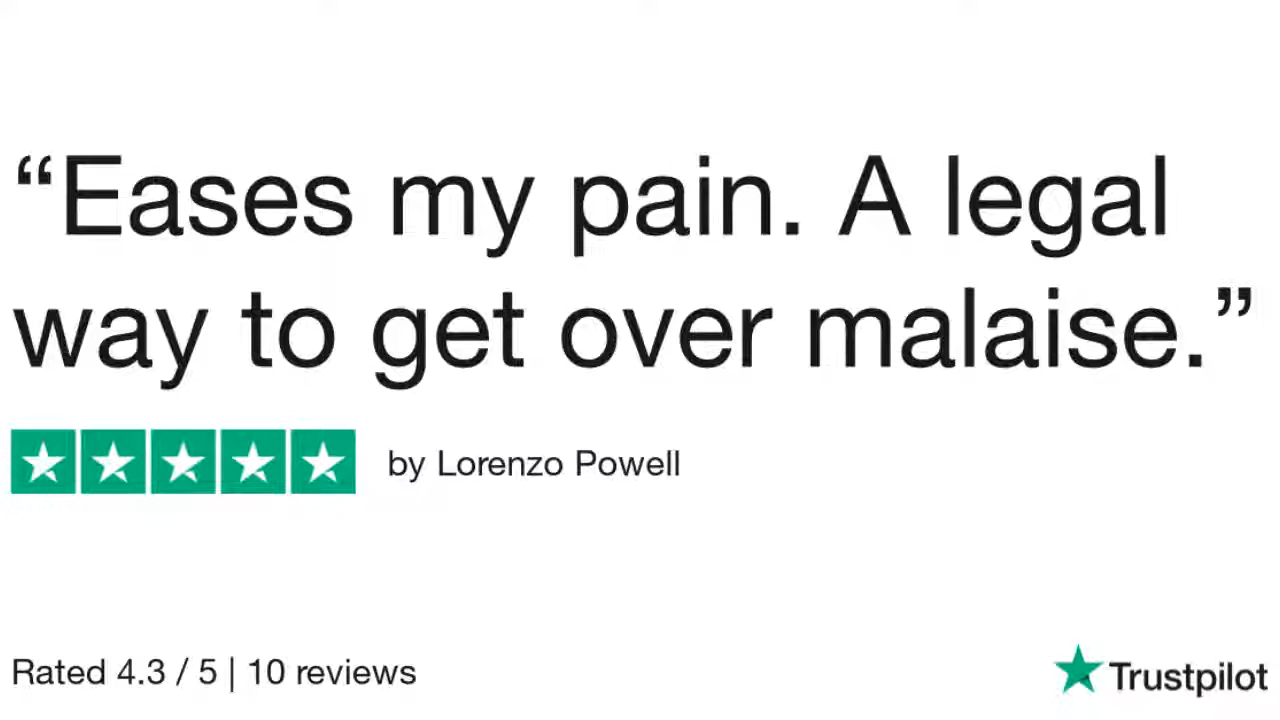 “Eases my pain. A legal
way to get over malaise.”
by Lorenzo Powell
Rated 4.3 / 5 | 10 reviews
Trustpilot